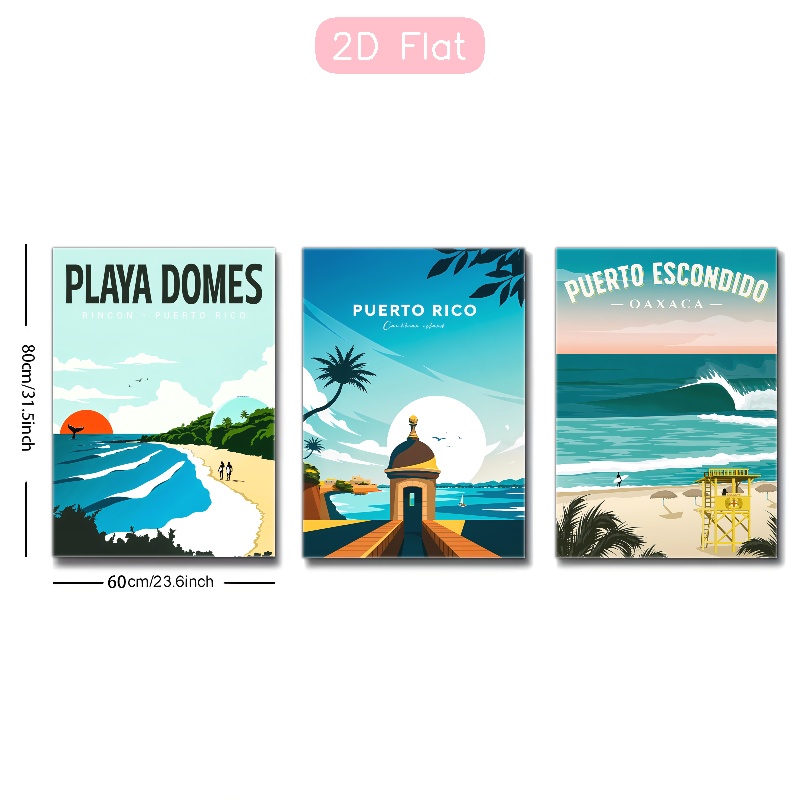 2D Flat
80cm/31.5inch
PLAYA DOMES
RINCON / PUERTO RICO
PUERTO RICO
Caribbean island
PUERTO ESCONDIDO
— OAXACA —
60cm/23.6inch